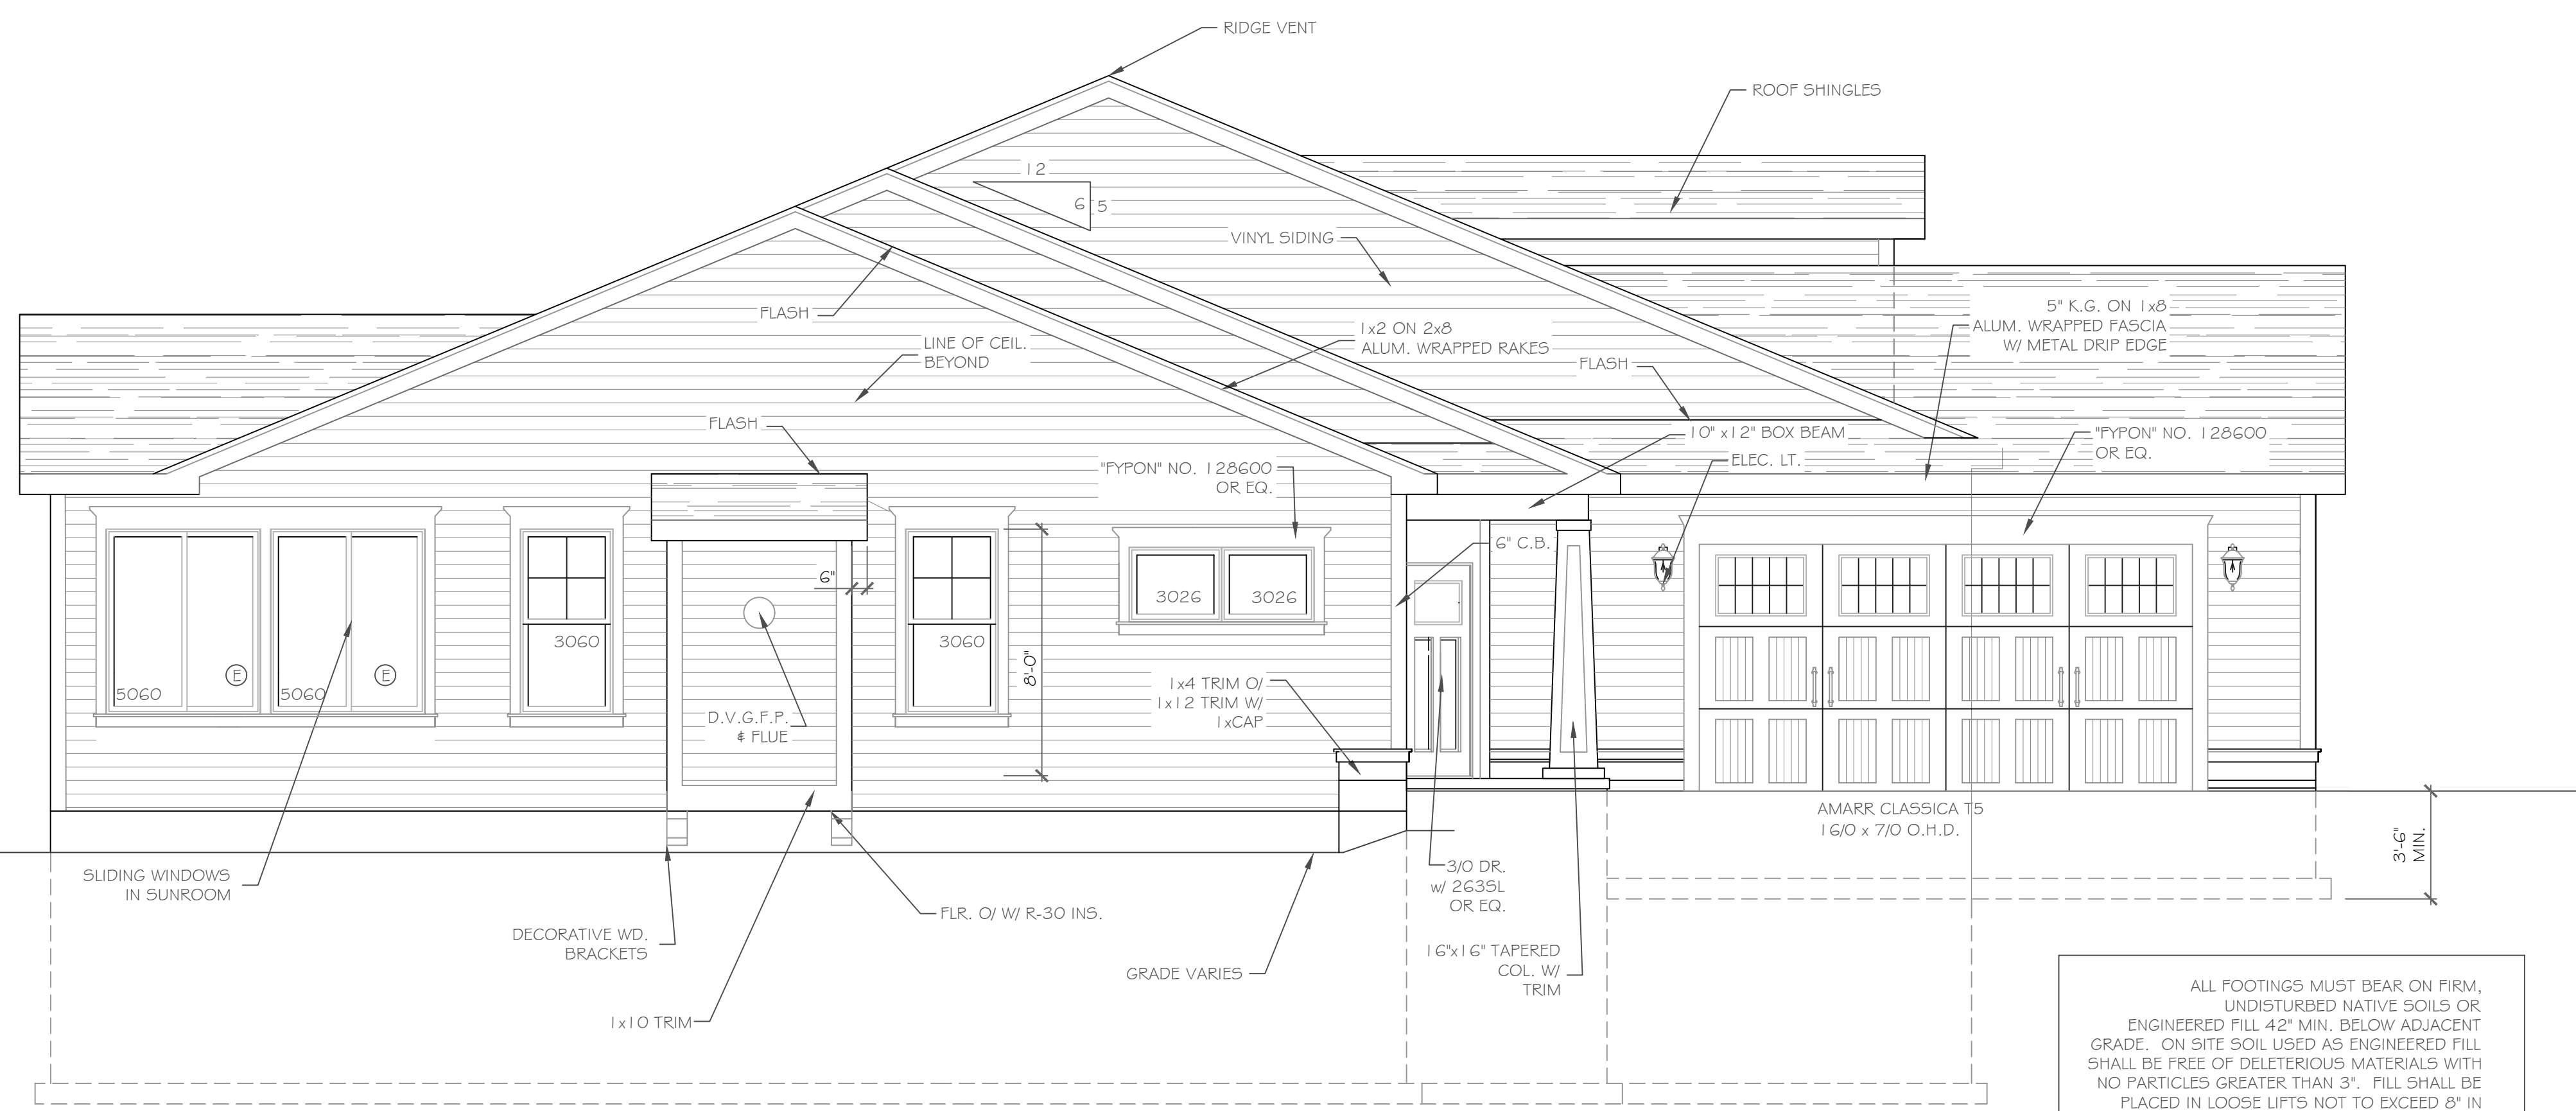 RIDGE VENT
ROOF SHINGLES
12
6 5
VINYL SIDING
FLASH
1x2 ON 2x8
ALUM. WRAPPED RAKES
LINE OF CEIL.
BEYOND
FLASH
5" K.G. ON 1x8
ALUM. WRAPPED FASCIA
W/ METAL DRIP EDGE
FLASH
10"x12" BOX BEAM
"FYPON" NO. 128600
OR EQ.
ELEC. LT.
"FYPON" NO. 128600
OR EQ.
6" C.B.
6"
3026
3026
3060
3060
8'-0"
5060
E
5060
E
D.V.G.F.P.
& FLUE
1x4 TRIM O/
1x12 TRIM W/
1xCAP
AMARR CLASSICA T5
16/0 x 7/0 O.H.D.
3'-6"
MIN.
SLIDING WINDOWS
IN SUNROOM
3/0 DR.
w/ 263SL
OR EQ.
FLR. O/ W/ R-30 INS.
DECORATIVE WD.
BRACKETS
16"x16" TAPERED
COL. W/
TRIM
GRADE VARIES
1x10 TRIM
ALL FOOTINGS MUST BEAR ON FIRM,
UNDISTURBED NATIVE SOILS OR
ENGINEERED FILL 42" MIN. BELOW ADJACENT
GRADE. ON SITE SOIL USED AS ENGINEERED FILL
SHALL BE FREE OF DELETERIOUS MATERIALS WITH
NO PARTICLES GREATER THAN 3". FILL SHALL BE
PLACED IN LOOSE LIFTS NOT TO EXCEED 8" IN